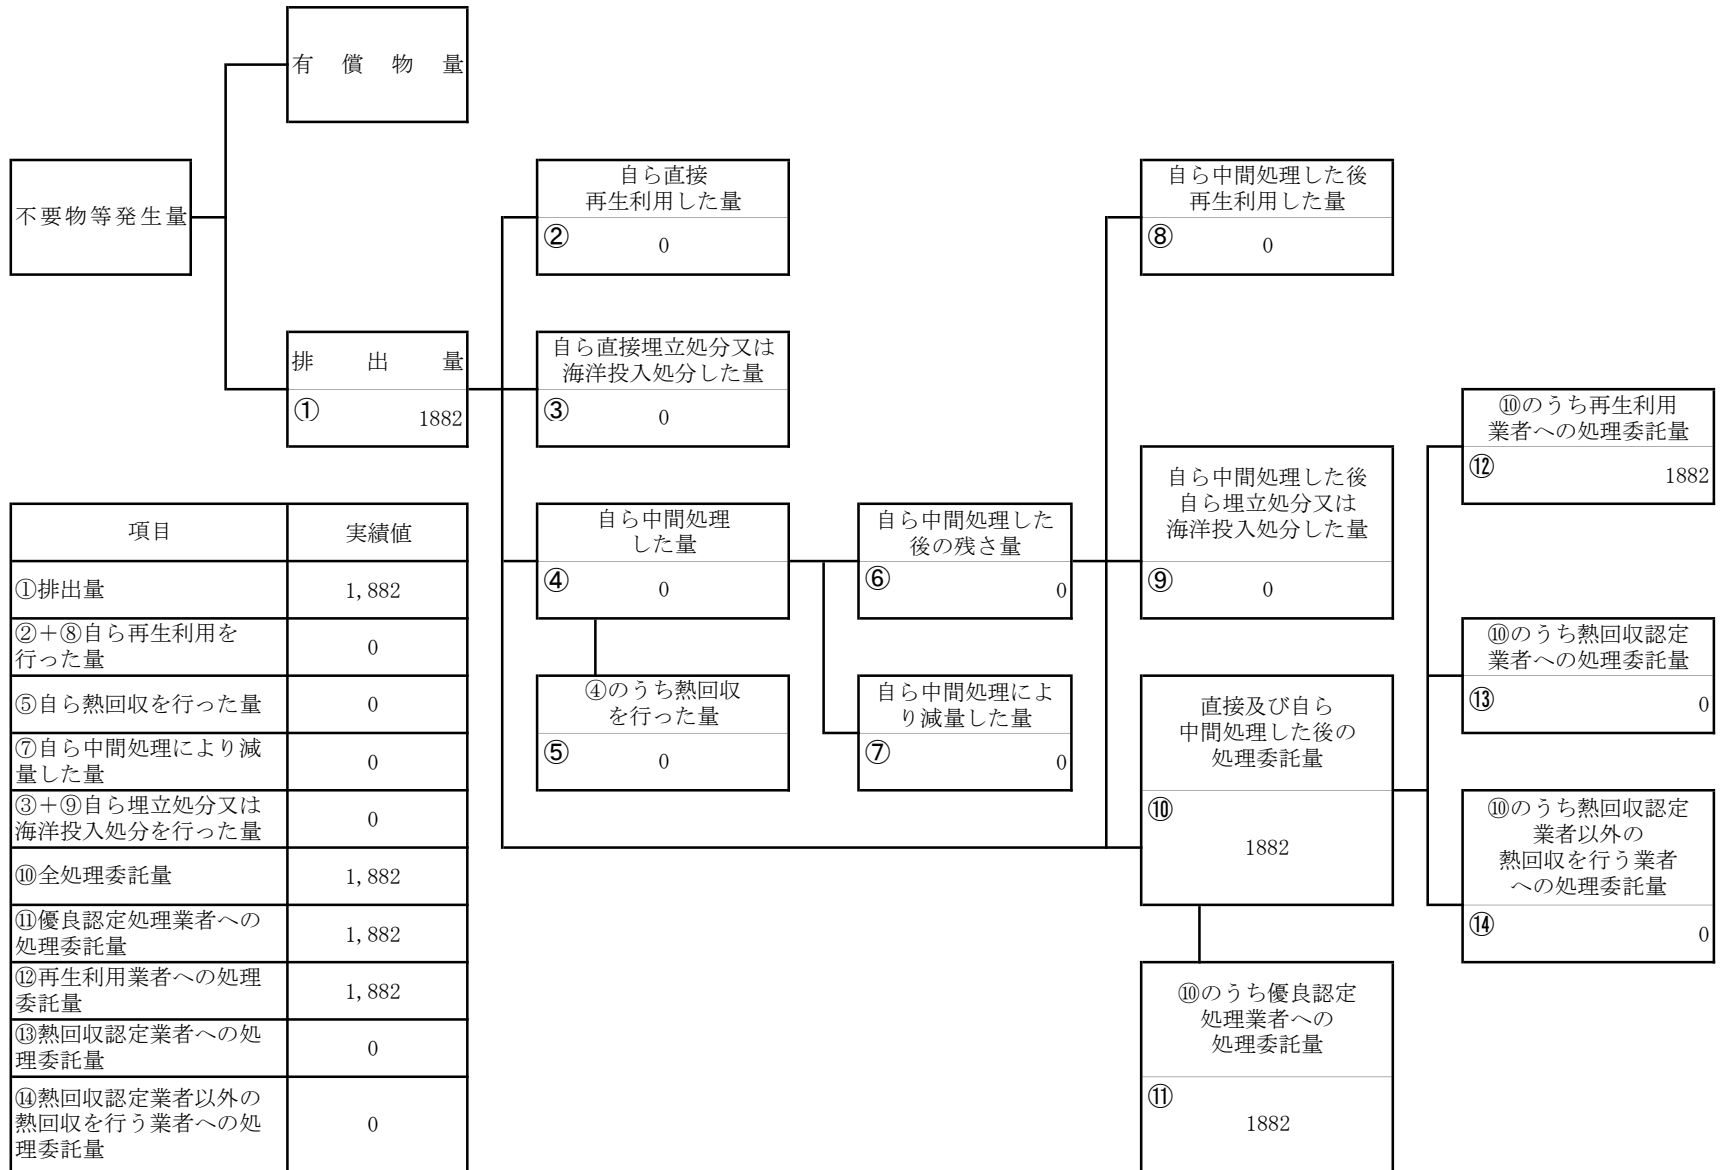 有償物量
不要物等発生量
自ら直接
再生利用した量
② 0
自ら中間処理した後
再生利用した量
⑧ 0
排出量
① 1882
自ら直接埋立処分又は
海洋投入処分した量
③ 0
⑩のうち再生利用
業者への処理委託量
⑫ 1882
自ら中間処理
した量
④ 0
自ら中間処理した
後の残さ量
⑥ 0
自ら中間処理した後
自ら埋立処分又は
海洋投入処分した量
⑨ 0
⑩のうち熱回収認定
業者への処理委託量
⑬ 0
④のうち熱回収
を行った量
⑤ 0
自ら中間処理によ
り減量した量
⑦ 0
直接及び自ら
中間処理した後の
処理委託量
⑩
1882
⑩のうち熱回収認定
業者以外の
熱回収を行う業者
への処理委託量
⑭ 0
⑩のうち優良認定
処理業者への
処理委託量
⑪
1882
項目 実績値
①排出量 1,882
②+⑧自ら再生利用を
行った量 0
⑤自ら熱回収を行った量 0
⑦自ら中間処理により減
量した量 0
③+⑨自ら埋立処分又は
海洋投入処分を行った量 0
⑩全処理委託量 1,882
⑪優良認定処理業者への
処理委託量 1,882
⑫再生利用業者への処理
委託量 1,882
⑬熱回収認定業者への処
理委託量 0
⑭熱回収認定業者以外の
熱回収を行う業者への処
理委託量 0